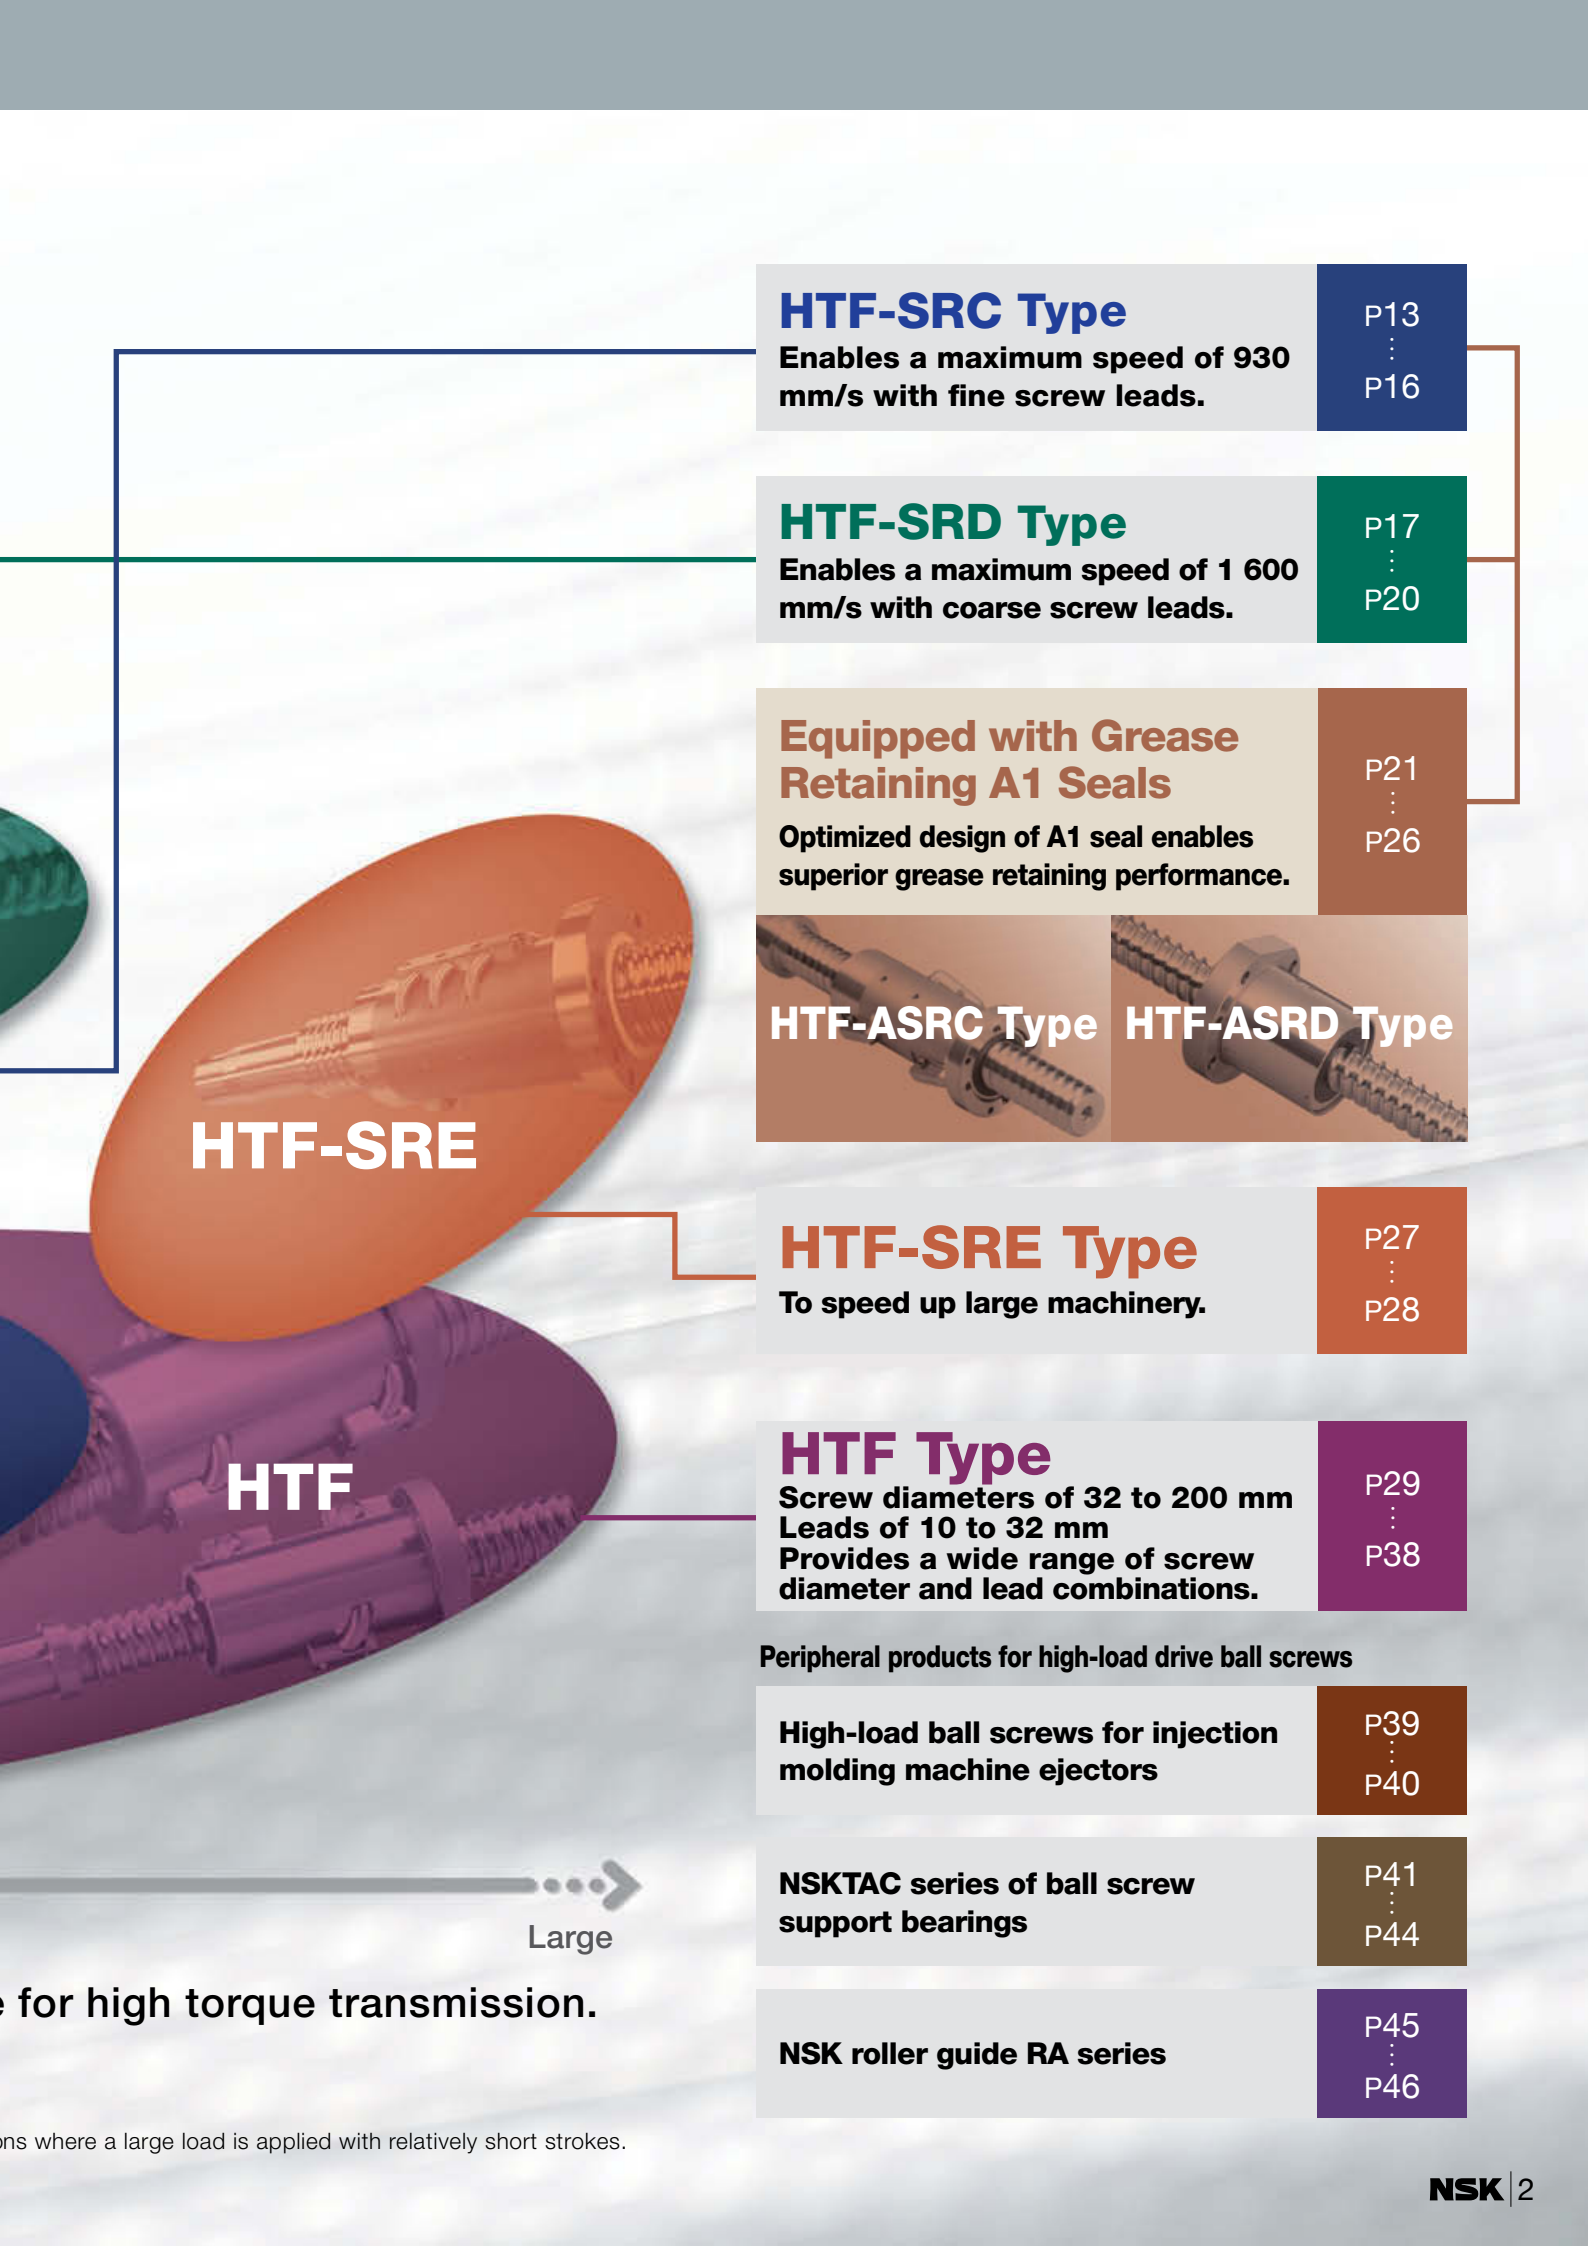 HTF-SRC Type
Enables a maximum speed of 930
mm/s with fine screw leads.
P13
P16
HTF-SRD Type
Enables a maximum speed of 1 600
mm/s with coarse screw leads.
P17
P20
Equipped with Grease
Retaining A1 Seals
Optimized design of A1 seal enables
superior grease retaining performance.
P21
P26
HTF-ASRC Type
HTF-ASRD Type
HTF-SRE
HTF-SRE Type
To speed up large machinery.
P27
P28
HTF
HTF Type
Screw diameters of 32 to 200 mm
Leads of 10 to 32 mm
Provides a wide range of screw
diameter and lead combinations.
P29
P38
Peripheral products for high-load drive ball screws
High-load ball screws for injection
molding machine ejectors
P39
P40
NSKTAC series of ball screw
support bearings
P41
P44
NSK roller guide RA series
P45
P46
Large
for high torque transmission.
where a large load is applied with relatively short strokes.
NSK 2